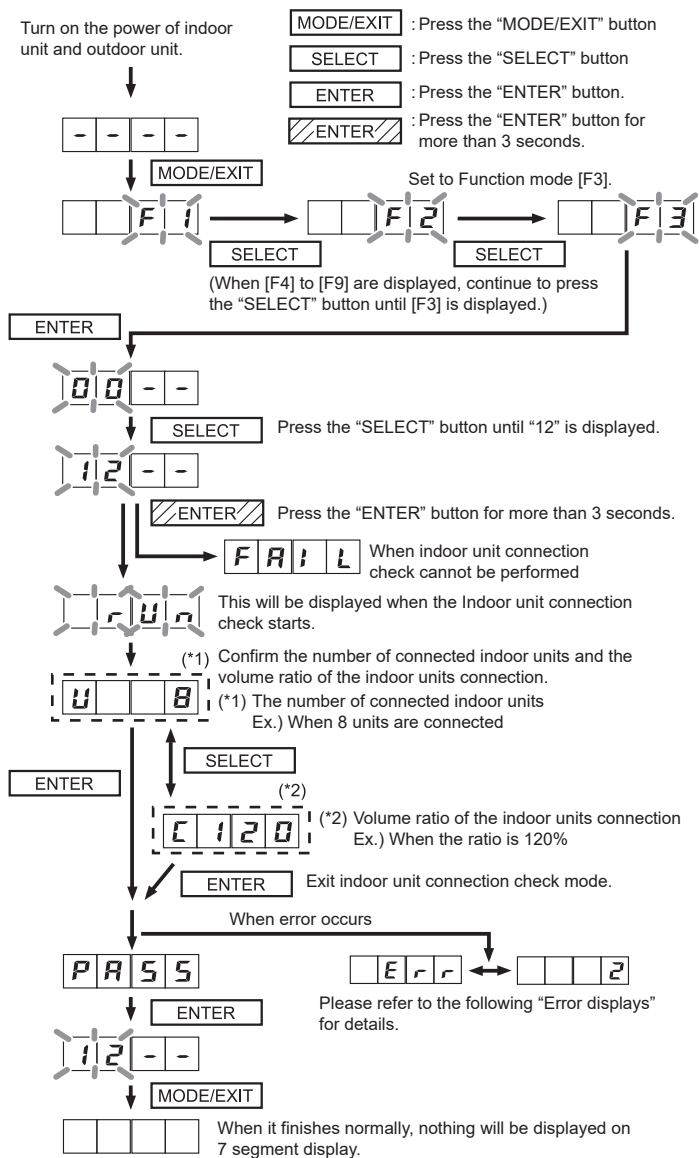 Turn on the power of indoor
unit and outdoor unit.
MODE/EXIT : Press the “MODE/EXIT” button
SELECT : Press the “SELECT” button
ENTER : Press the “ENTER” button.
ENTER : Press the “ENTER” button for
more than 3 seconds.
- - - -
MODE/EXIT
Set to Function mode [F3].
F 1
F 2
F 3
SELECT
SELECT
(When [F4] to [F9] are displayed, continue to press
the “SELECT” button until [F3] is displayed.)
ENTER
0 0 - -
SELECT Press the “SELECT” button until “12” is displayed.
1 2 - -
ENTER Press the “ENTER” button for more than 3 seconds.
F A I L When indoor unit connection
check cannot be performed
r U n This will be displayed when the Indoor unit connection
check starts.
(*1) Confirm the number of connected indoor units and the
volume ratio of the indoor units connection.
U 8 (*1) The number of connected indoor units
Ex.) When 8 units are connected
SELECT
ENTER
(*2)
C 1 2 0 (*2) Volume ratio of the indoor units connection
Ex.) When the ratio is 120%
ENTER Exit indoor unit connection check mode.
When error occurs
P A S S
E r r
2
Please refer to the following “Error displays”
for details.
ENTER
1 2 - -
MODE/EXIT
When it finishes normally, nothing will be displayed on
7 segment display.